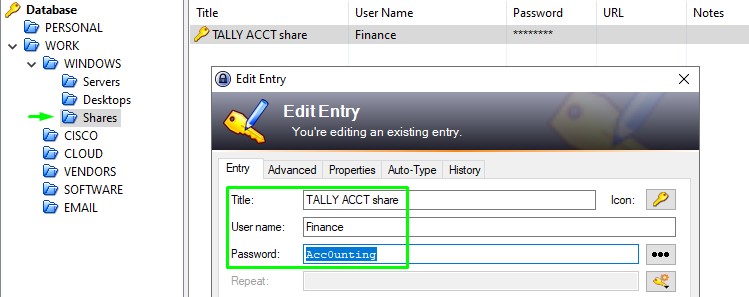 Database
PERSONAL
WORK
WINDOWS
Servers
Desktops
Shares
CISCO
CLOUD
VENDORS
SOFTWARE
EMAIL
Title User Name Password URL Notes
TALLY ACCT share Finance ********
Edit Entry
Edit Entry
You're editing an existing entry.
Entry Advanced Properties Auto-Type History
Title: TALLY ACCT share Icon:
User name: Finance
Password: Acc0unting
Repeat: